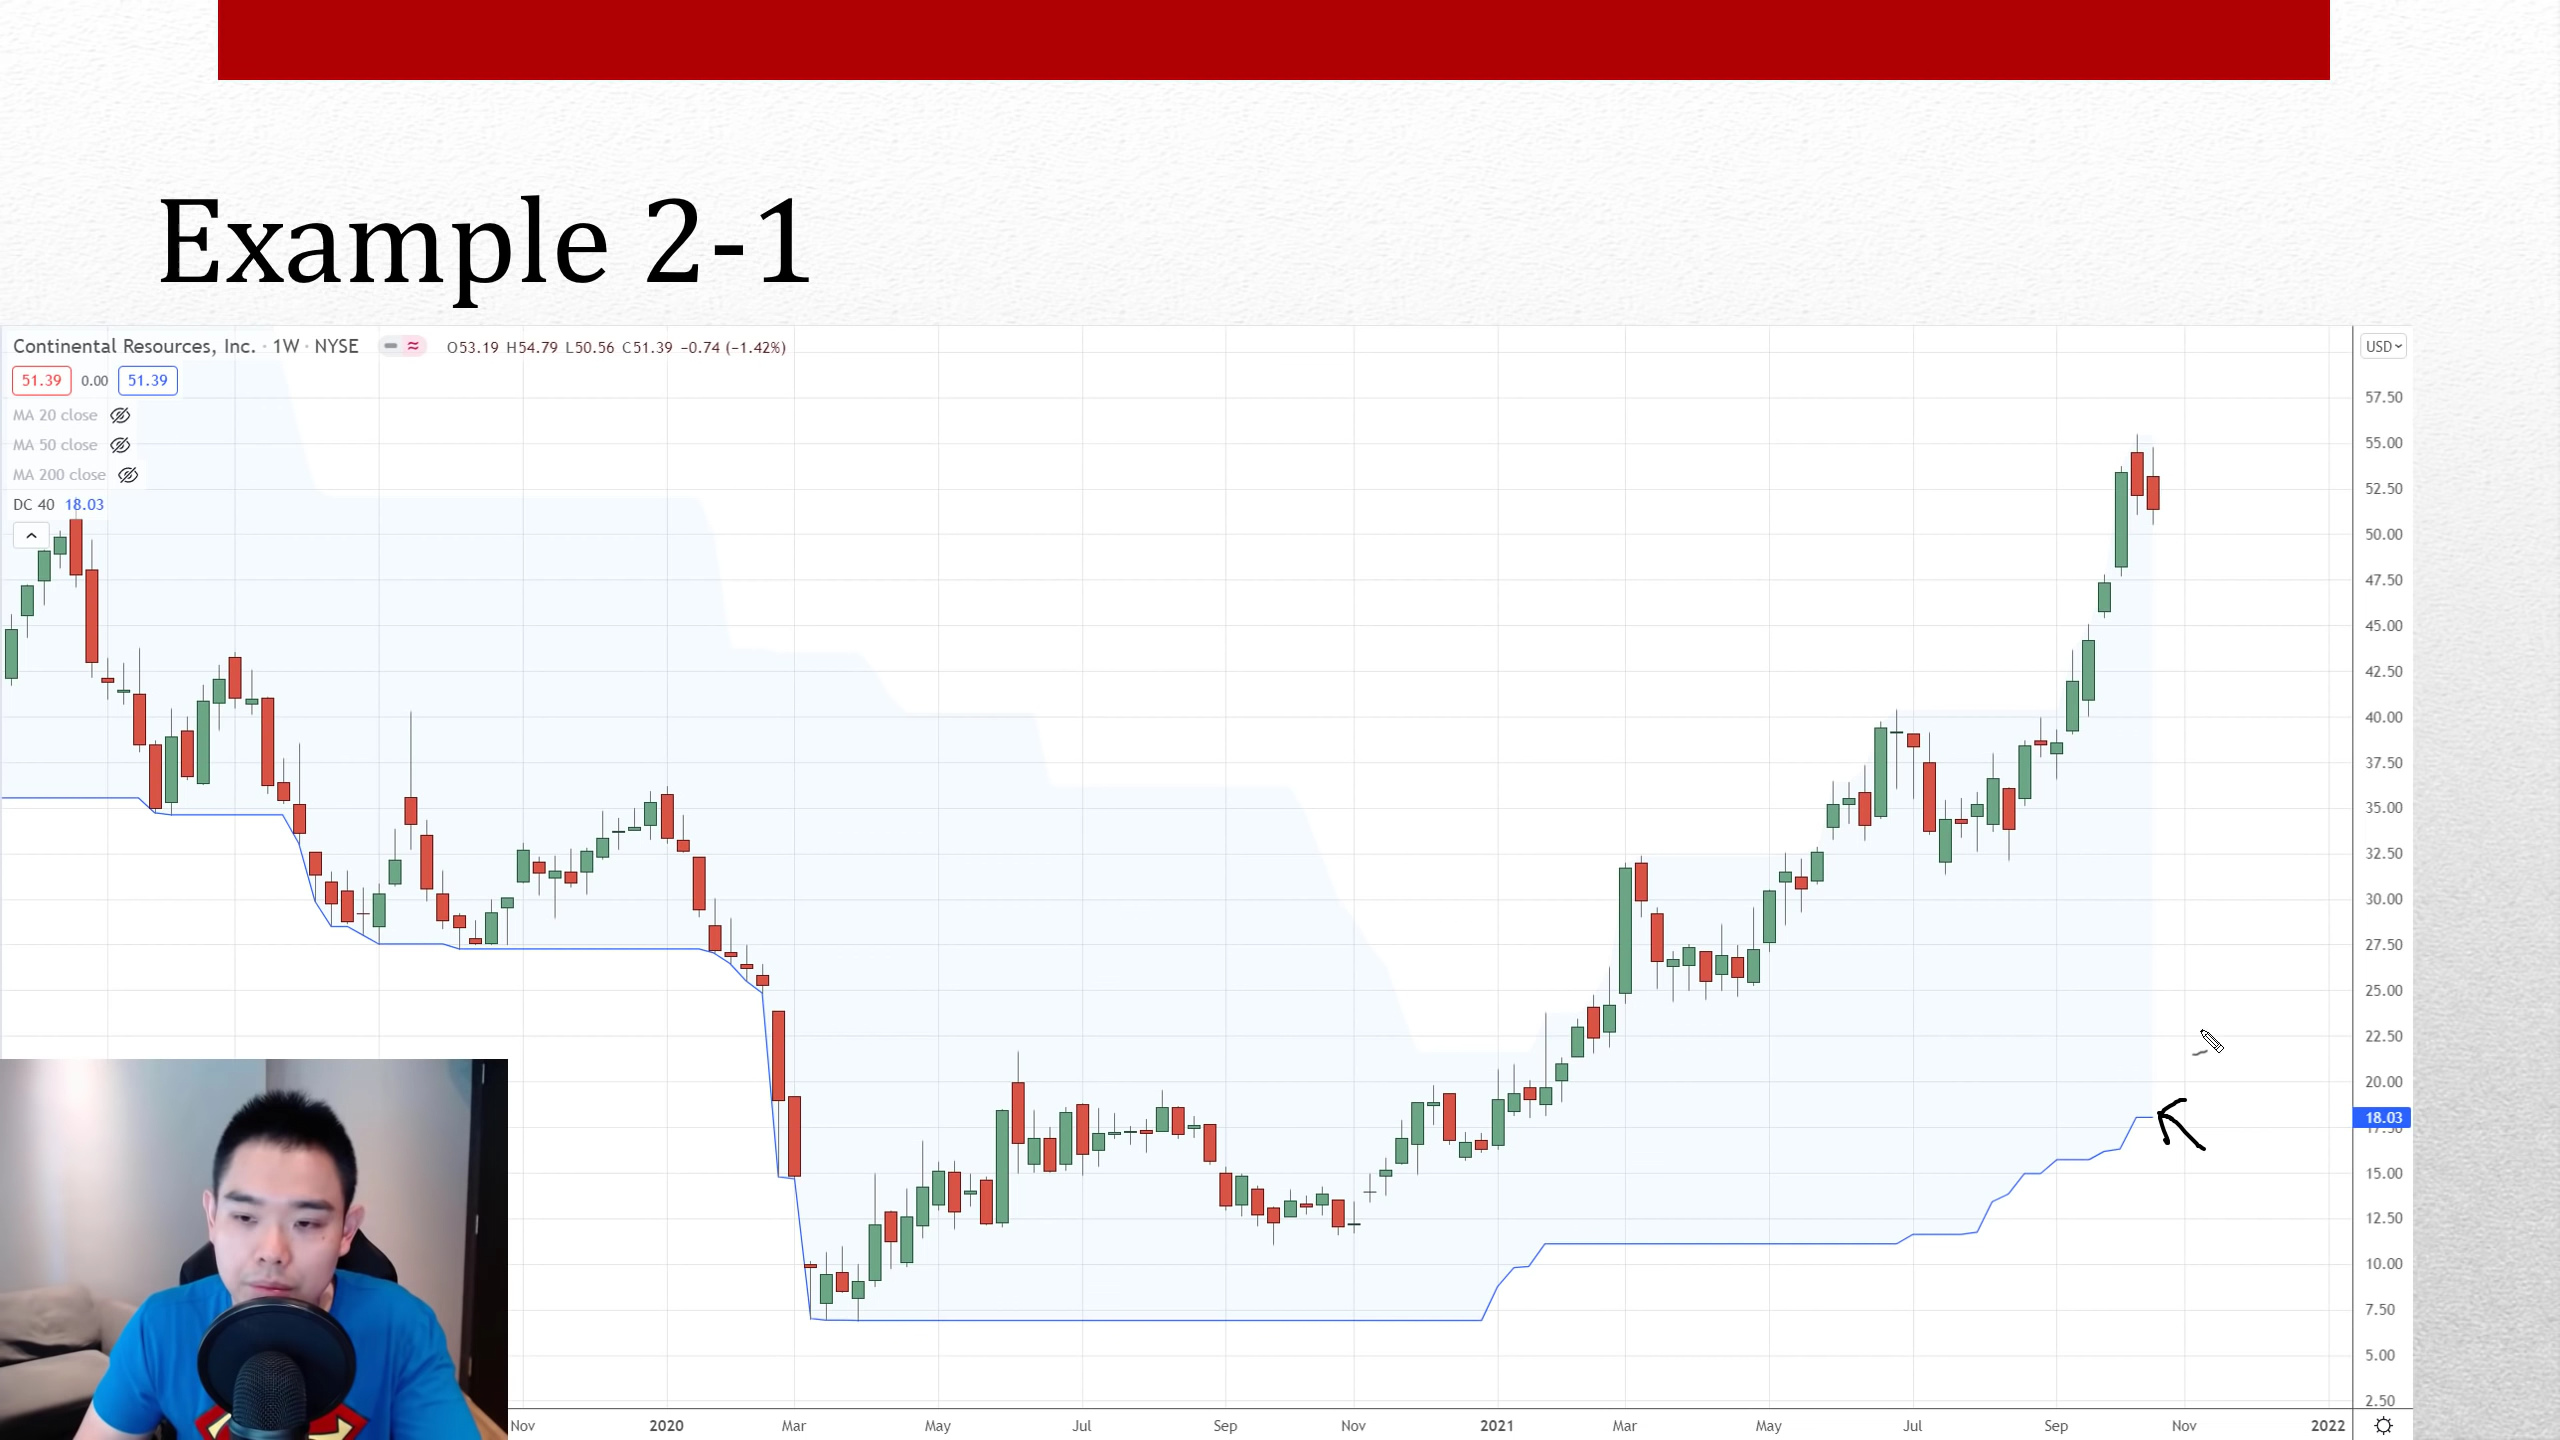 Example 2-1
Continental Resources, Inc. · 1W · NYSE O53.19 H54.79 L50.56 C51.39 −0.74 (−1.42%)
USD
51.39 0.00 51.39
MA 20 close
MA 50 close
MA 200 close
DC 40 18.03
57.50
55.00
52.50
50.00
47.50
45.00
42.50
40.00
37.50
35.00
32.50
30.00
27.50
25.00
22.50
20.00
18.03
17.50
15.00
12.50
10.00
7.50
5.00
2.50
Nov 2020 Mar May Jul Sep Nov 2021 Mar May Jul Sep Nov 2022